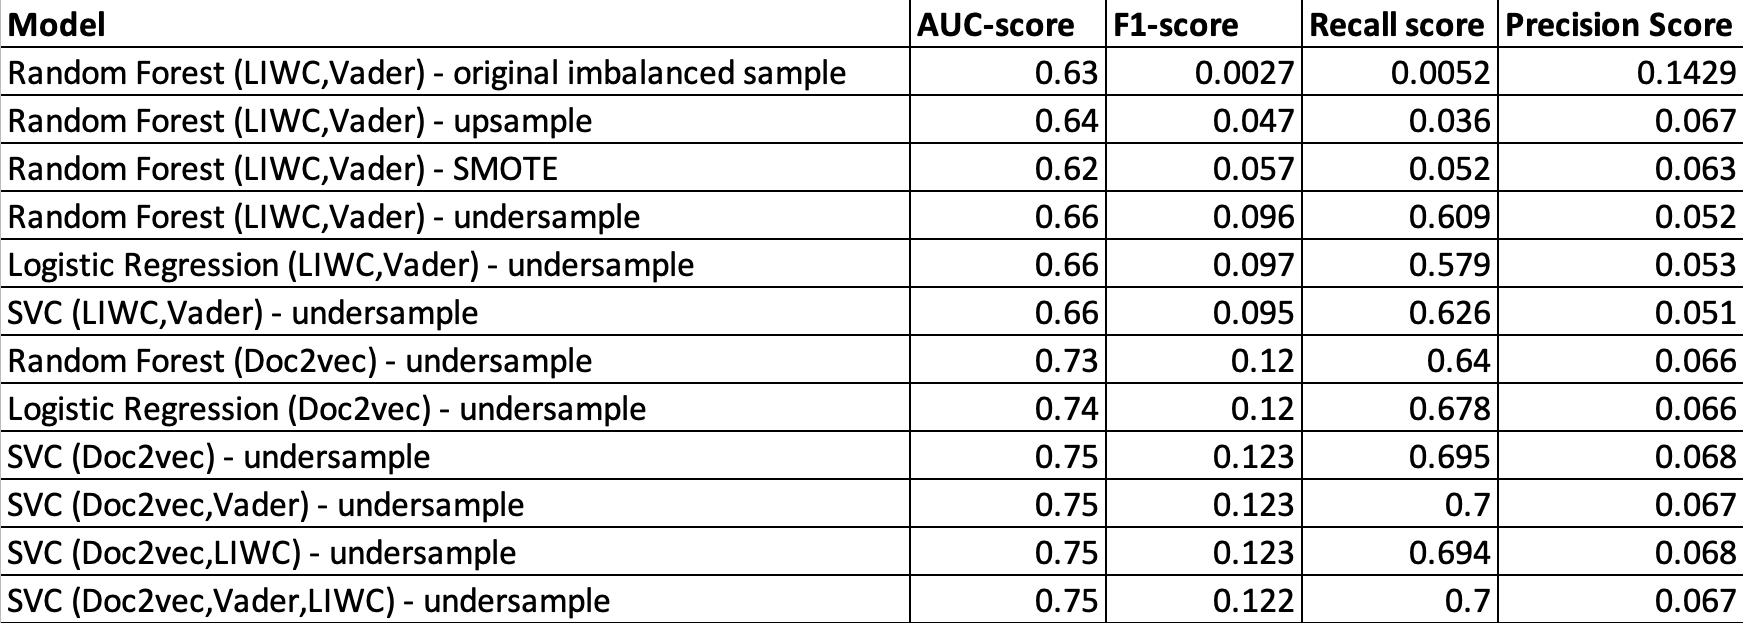 Model AUC-score F1-score Recall score Precision Score
Random Forest (LIWC,Vader) - original imbalanced sample 0.63 0.0027 0.0052 0.1429
Random Forest (LIWC,Vader) - upsample 0.64 0.047 0.036 0.067
Random Forest (LIWC,Vader) - SMOTE 0.62 0.057 0.052 0.063
Random Forest (LIWC,Vader) - undersample 0.66 0.096 0.609 0.052
Logistic Regression (LIWC,Vader) - undersample 0.66 0.097 0.579 0.053
SVC (LIWC,Vader) - undersample 0.66 0.095 0.626 0.051
Random Forest (Doc2vec) - undersample 0.73 0.12 0.64 0.066
Logistic Regression (Doc2vec) - undersample 0.74 0.12 0.678 0.066
SVC (Doc2vec) - undersample 0.75 0.123 0.695 0.068
SVC (Doc2vec,Vader) - undersample 0.75 0.123 0.7 0.067
SVC (Doc2vec,LIWC) - undersample 0.75 0.123 0.694 0.068
SVC (Doc2vec,Vader,LIWC) - undersample 0.75 0.122 0.7 0.067